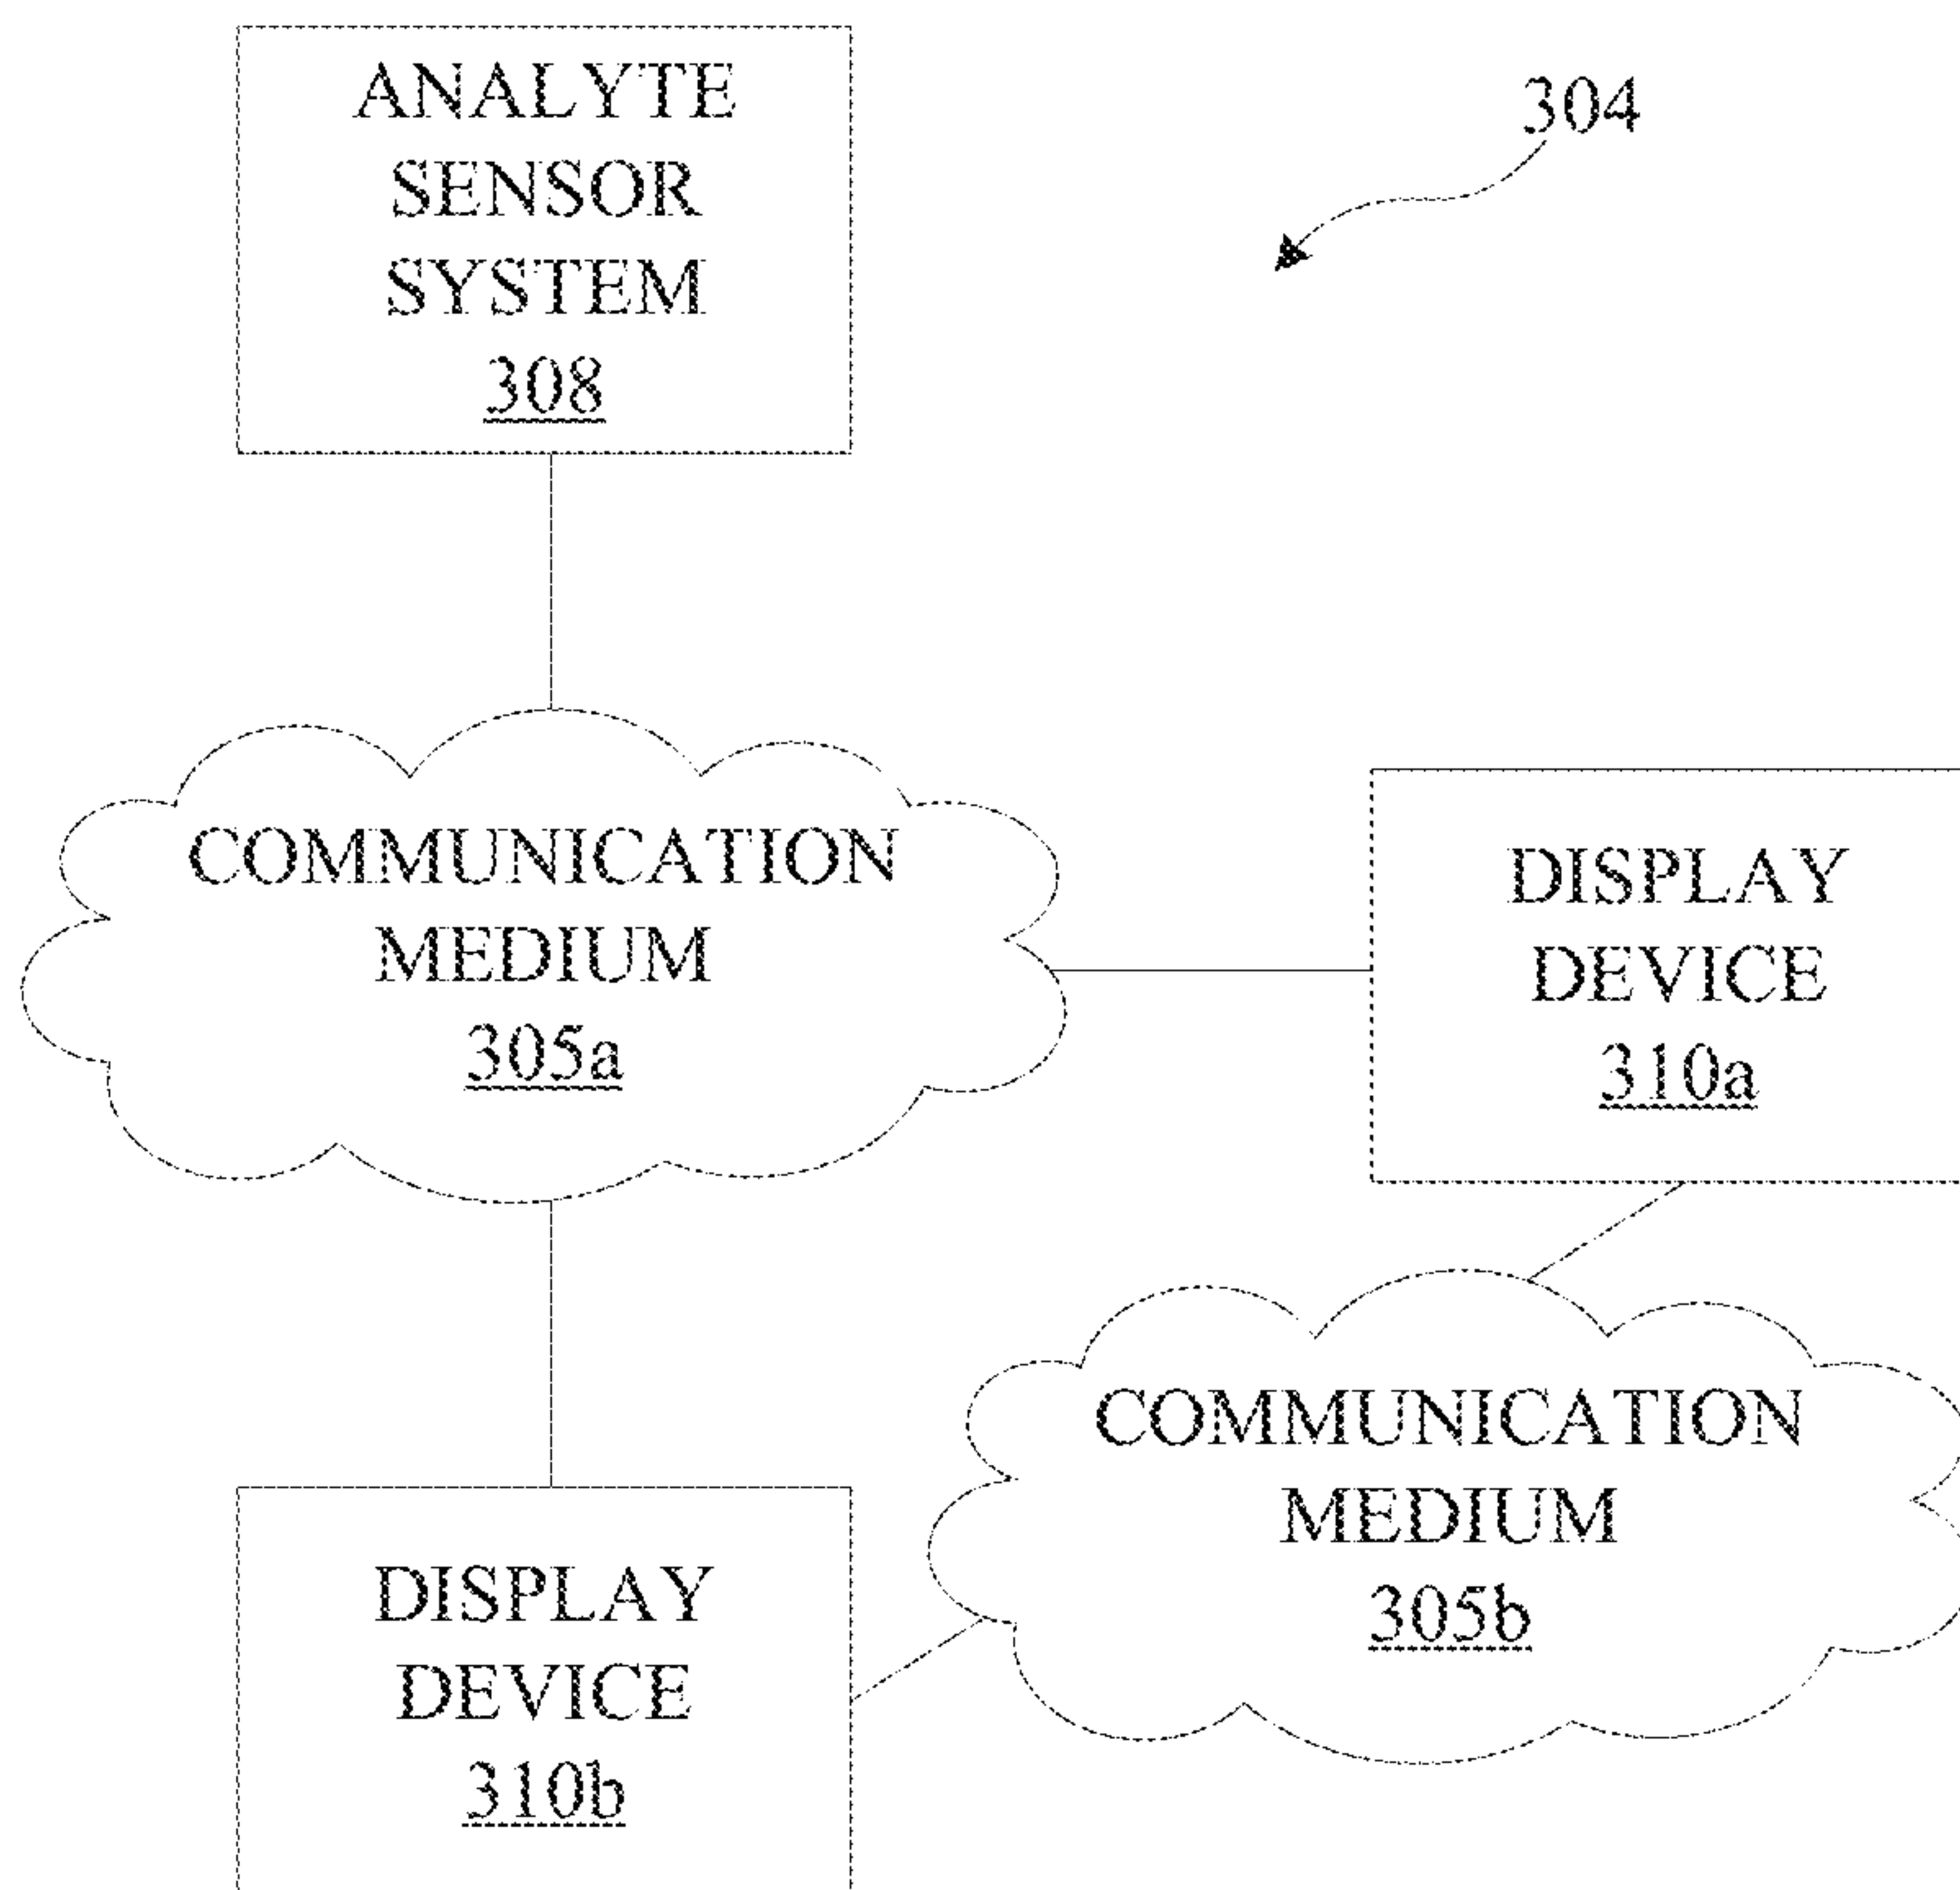 ANALYTE
SENSOR
SYSTEM
308
304
COMMUNICATION
MEDIUM
305a
DISPLAY
DEVICE
310a
COMMUNICATION
MEDIUM
305b
DISPLAY
DEVICE
310b